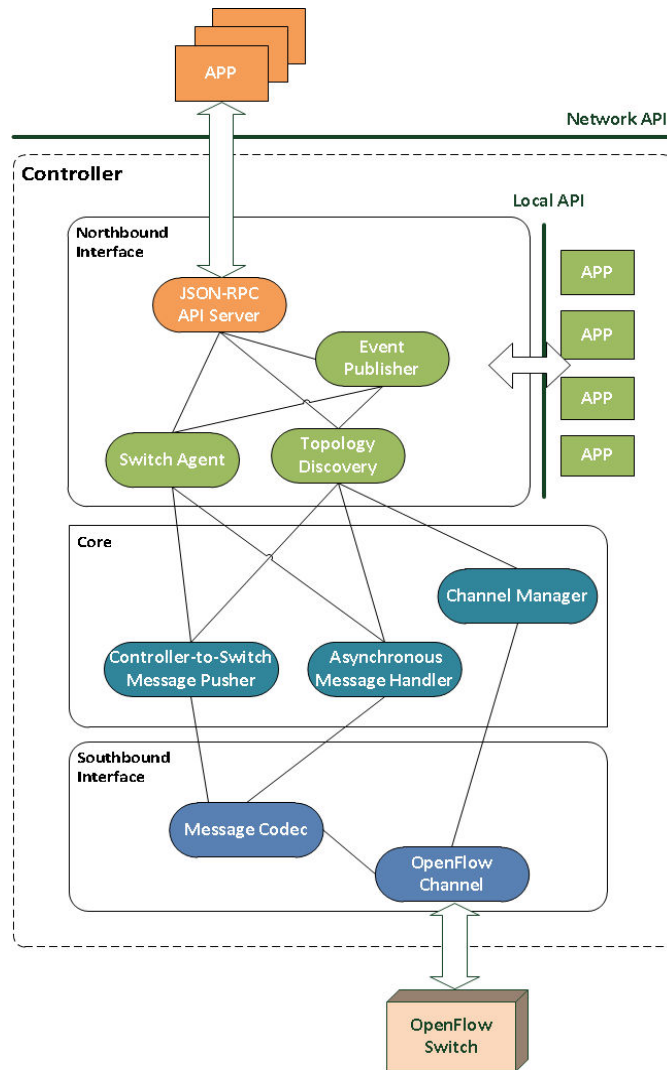 APP
Network API
Controller
Local API
Northbound
Interface
JSON-RPC
API Server
Event
Publisher
Switch Agent
Topology
Discovery
APP
APP
APP
APP
Core
Channel Manager
Controller-to-Switch
Message Pusher
Asynchronous
Message Handler
Southbound
Interface
Message Codec
OpenFlow
Channel
OpenFlow
Switch